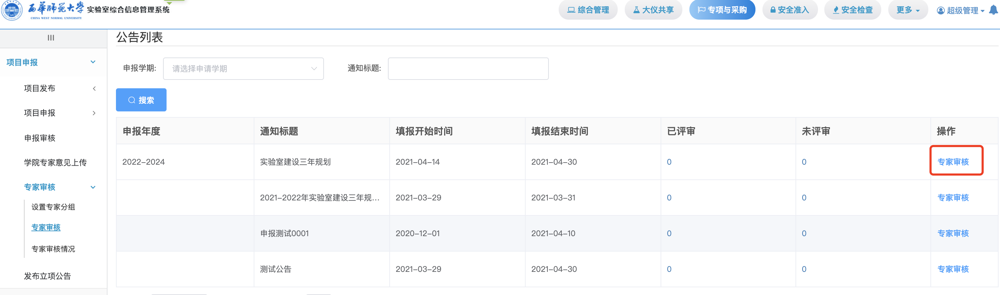 西华师范大学 实验室综合信息管理系统
CHINA WEST NORMAL UNIVERSITY
综合管理 大仪共享 专项与采购 安全准入 安全检查 更多 超级管理
公告列表
项目申报
项目发布
项目申报
申报审核
学院专家意见上传
专家审核
设置专家分组
专家审核
专家审核情况
发布立项公告
申报学期: 请选择申请学期 通知标题:
搜索
申报年度 通知标题 填报开始时间 填报结束时间 已评审 未评审 操作
2022-2024 实验室建设三年规划 2021-04-14 2021-04-30 0 0 专家审核
2021-2022年实验室建设三年规... 2021-03-29 2021-03-31 0 0 专家审核
申报测试0001 2020-12-01 2021-04-10 0 0 专家审核
测试公告 2021-03-29 2021-04-30 0 0 专家审核